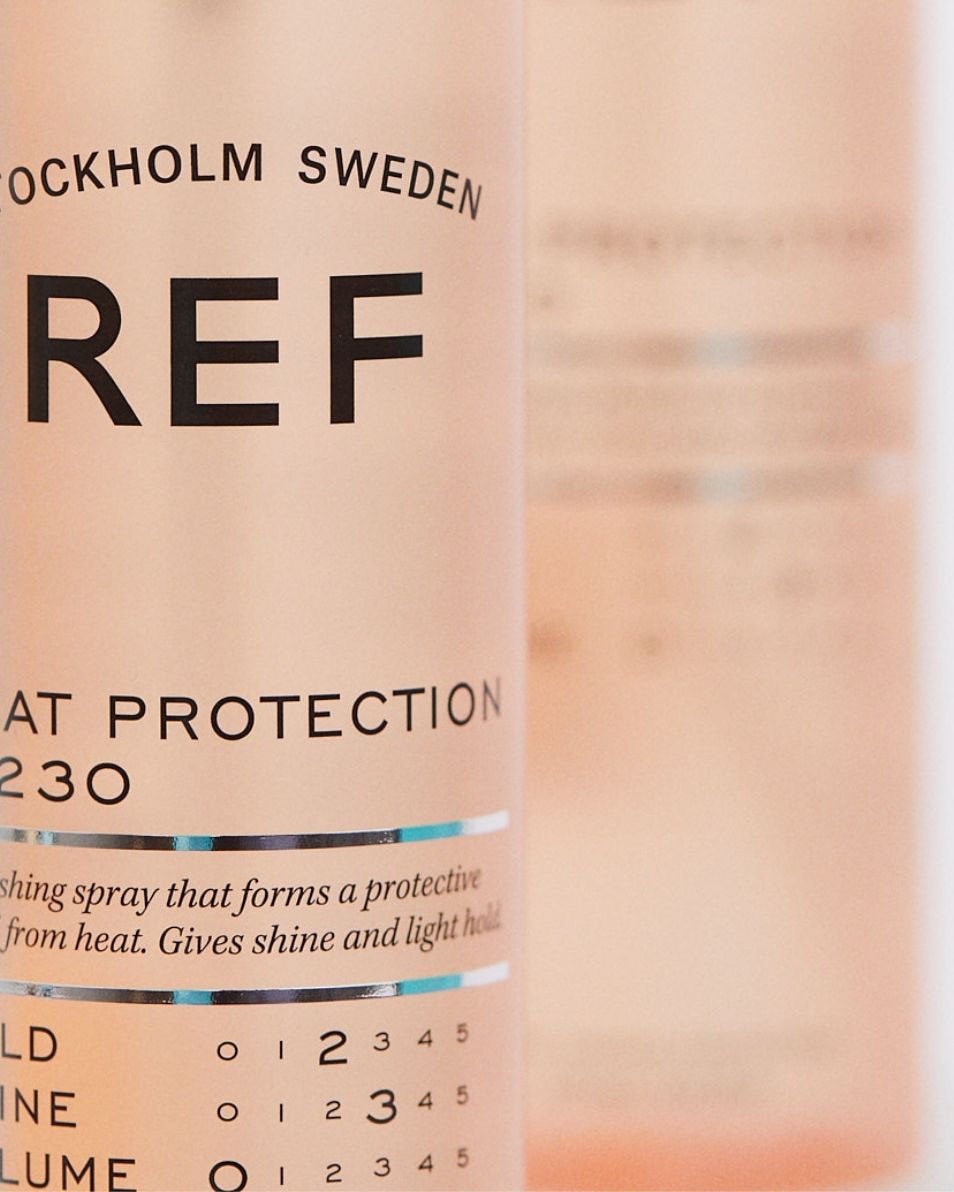 TOCKHOLM SWEDEN
REF
AT PROTECTION
230
shing spray that forms a protective
from heat. Gives shine and light hold.
LD 0 1 2 3 4 5
INE 0 1 2 3 4 5
LUME 0 1 2 3 4 5